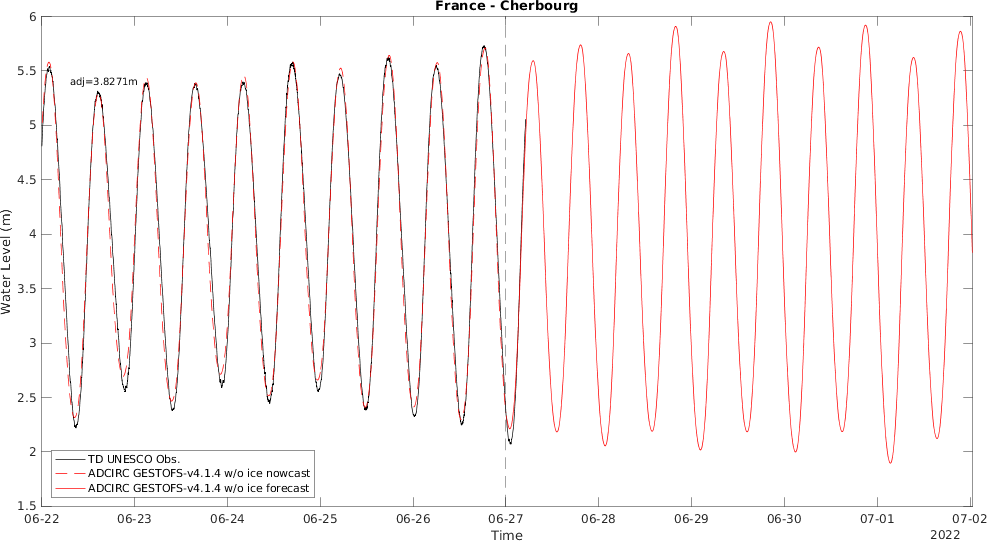 France - Cherbourg
6
5.5
5
4.5
4
3.5
3
2.5
2
1.5
Water Level (m)
adj=3.8271m
TD UNESCO Obs.
ADCIRC GESTOFS-v4.1.4 w/o ice nowcast
ADCIRC GESTOFS-v4.1.4 w/o ice forecast
06-22 06-23 06-24 06-25 06-26 06-27 06-28 06-29 06-30 07-01 07-02
Time
2022